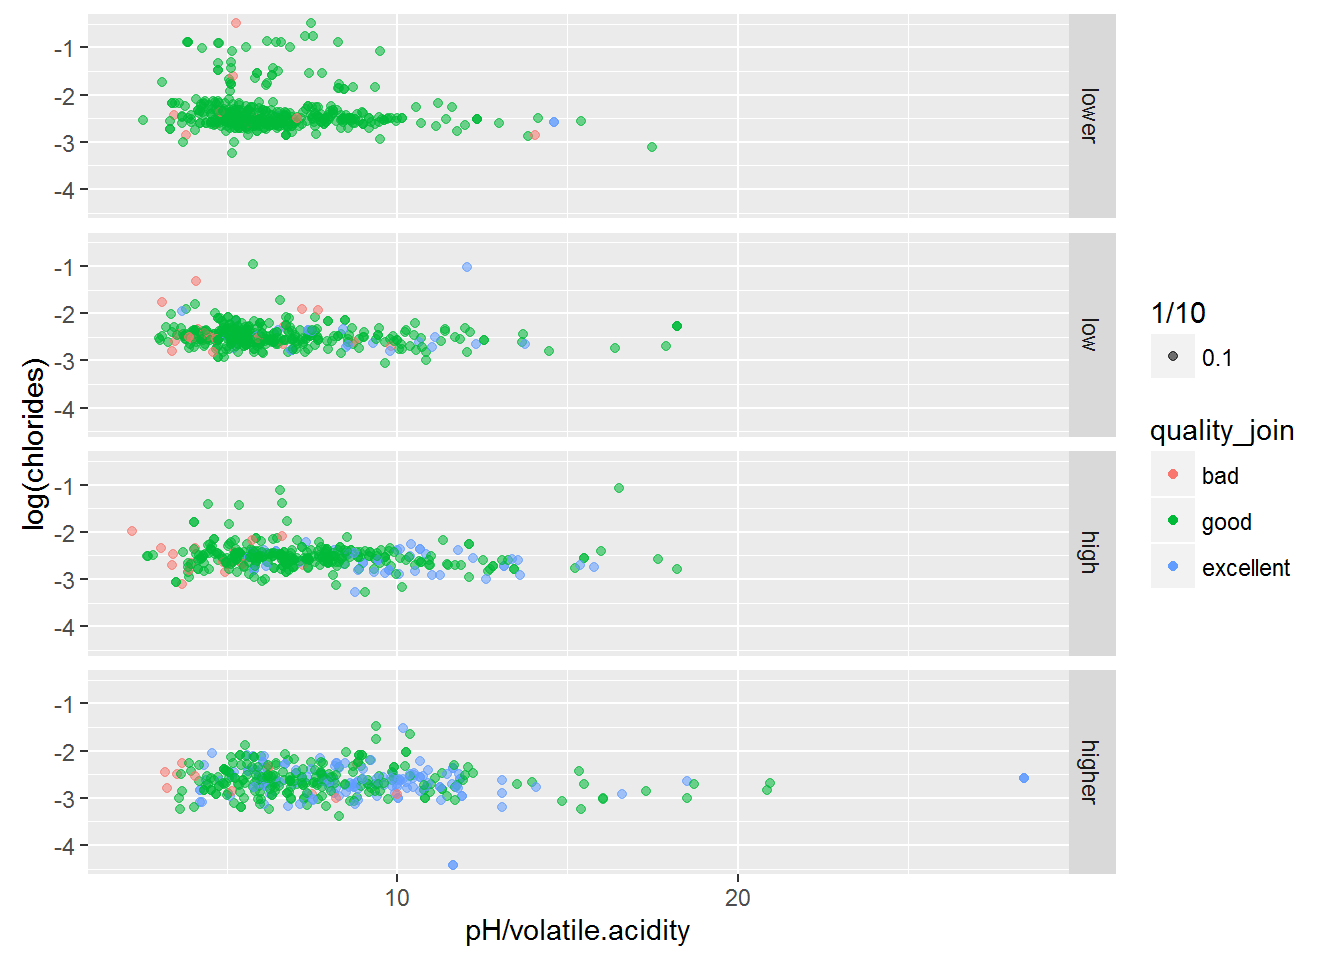 -1
-2
-3
-4
lower
-1
-2
-3
-4
low
-1
-2
-3
-4
high
-1
-2
-3
-4
higher
10
20
pH/volatile.acidity
log(chlorides)
1/10
0.1
quality_join
bad
good
excellent